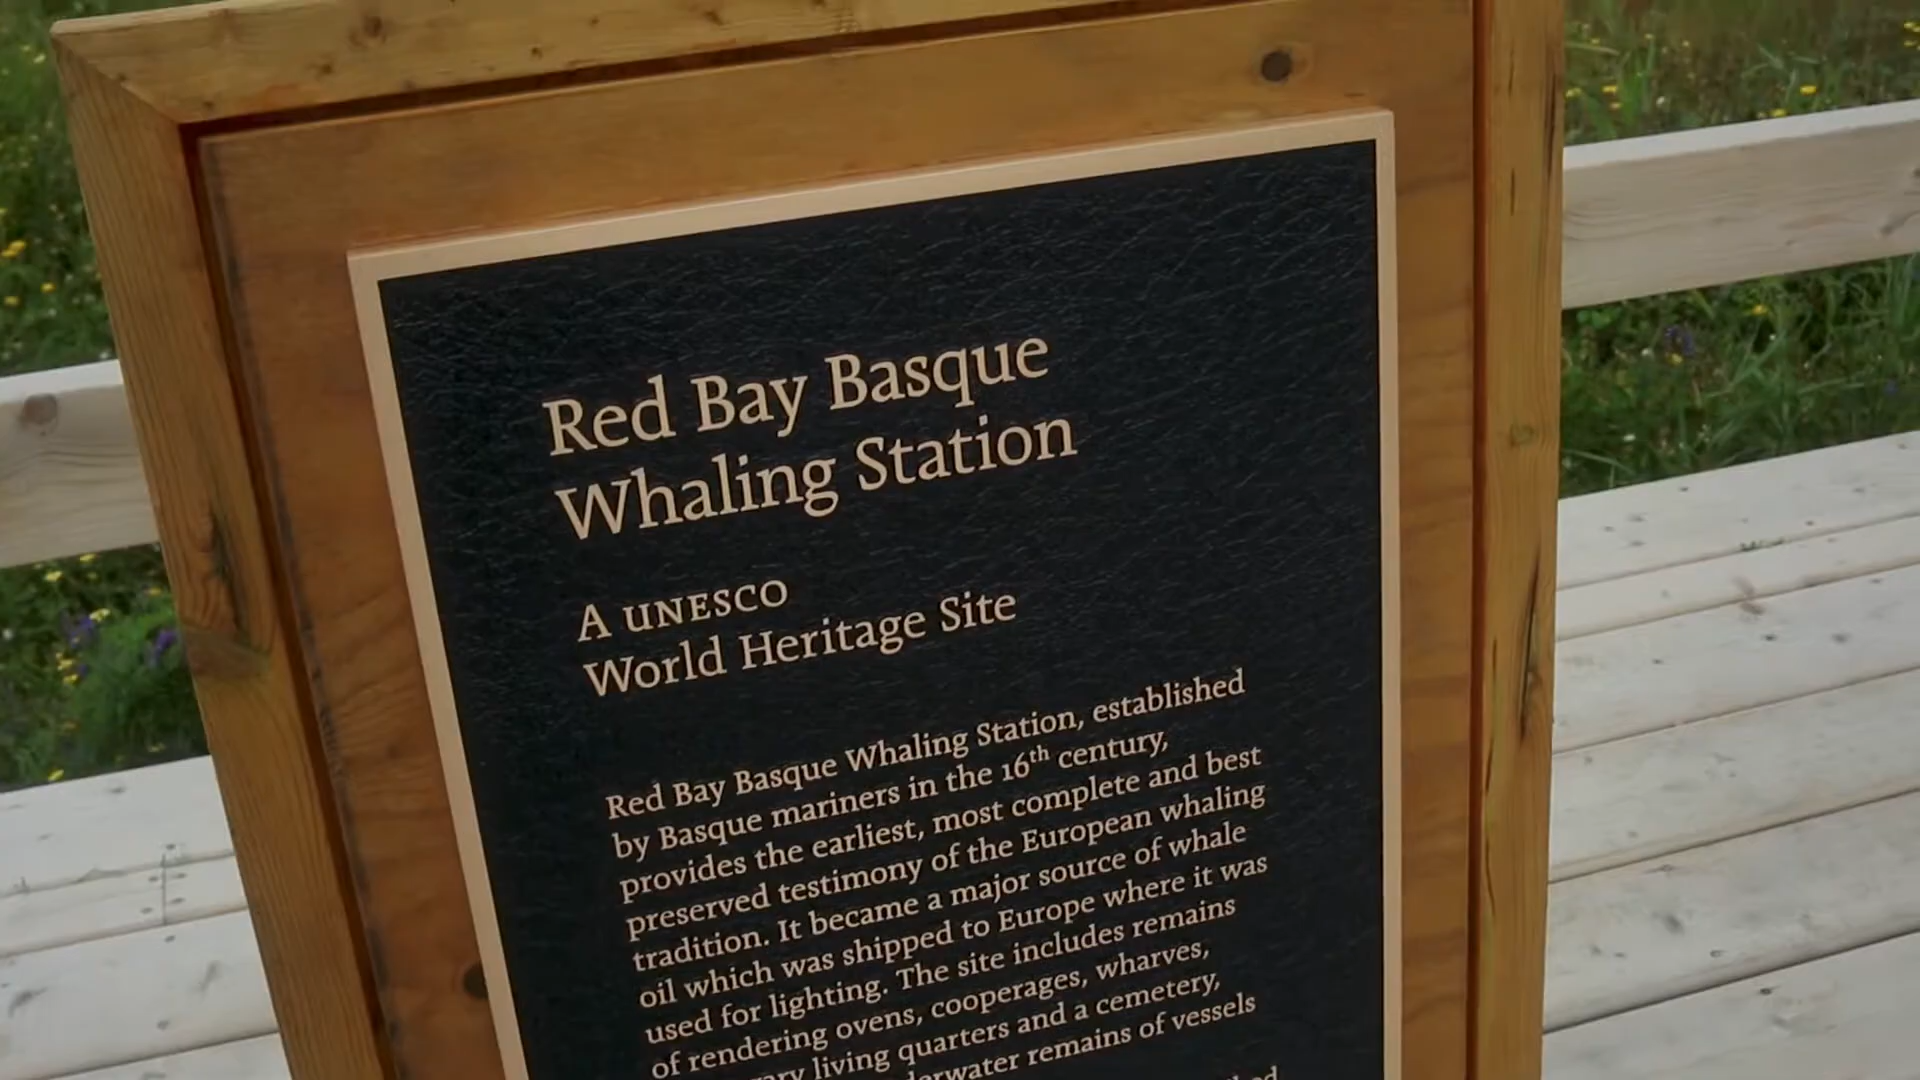 Red Bay Basque
Whaling Station
A UNESCO
World Heritage Site
Red Bay Basque Whaling Station, established
by Basque mariners in the 16th century,
provides the earliest, most complete and best
preserved testimony of the European whaling
tradition. It became a major source of whale
oil which was shipped to Europe where it was
used for lighting. The site includes remains
of rendering ovens, cooperages, wharves,
living quarters and a cemetery,
remains of vessels